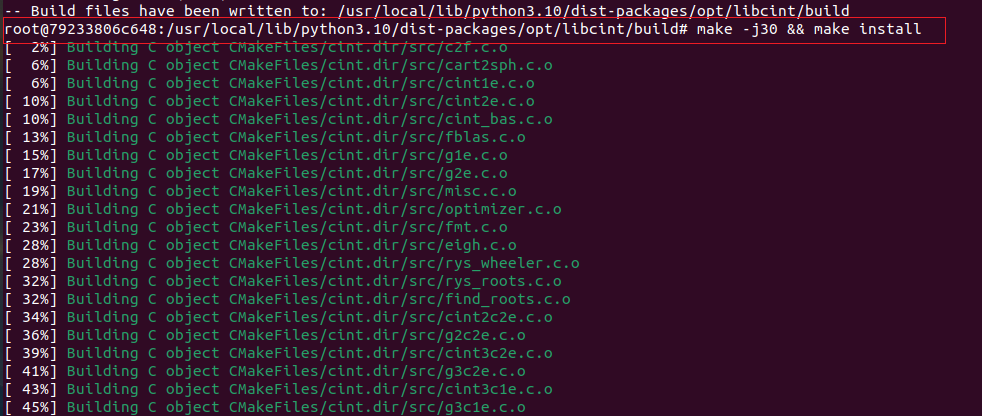 -- Build files have been written to: /usr/local/lib/python3.10/dist-packages/opt/libcint/build
root@79233806c648:/usr/local/lib/python3.10/dist-packages/opt/libcint/build# make -j30 && make install
[  2%] Building C object CMakeFiles/cint.dir/src/c2f.c.o
[  6%] Building C object CMakeFiles/cint.dir/src/cart2sph.c.o
[  6%] Building C object CMakeFiles/cint.dir/src/cint1e.c.o
[ 10%] Building C object CMakeFiles/cint.dir/src/cint2e.c.o
[ 10%] Building C object CMakeFiles/cint.dir/src/cint_bas.c.o
[ 13%] Building C object CMakeFiles/cint.dir/src/fblas.c.o
[ 15%] Building C object CMakeFiles/cint.dir/src/g1e.c.o
[ 17%] Building C object CMakeFiles/cint.dir/src/g2e.c.o
[ 19%] Building C object CMakeFiles/cint.dir/src/misc.c.o
[ 21%] Building C object CMakeFiles/cint.dir/src/optimizer.c.o
[ 23%] Building C object CMakeFiles/cint.dir/src/fmt.c.o
[ 28%] Building C object CMakeFiles/cint.dir/src/eigh.c.o
[ 28%] Building C object CMakeFiles/cint.dir/src/rys_wheeler.c.o
[ 32%] Building C object CMakeFiles/cint.dir/src/rys_roots.c.o
[ 32%] Building C object CMakeFiles/cint.dir/src/find_roots.c.o
[ 34%] Building C object CMakeFiles/cint.dir/src/cint2c2e.c.o
[ 36%] Building C object CMakeFiles/cint.dir/src/g2c2e.c.o
[ 39%] Building C object CMakeFiles/cint.dir/src/cint3c2e.c.o
[ 41%] Building C object CMakeFiles/cint.dir/src/g3c2e.c.o
[ 43%] Building C object CMakeFiles/cint.dir/src/cint3c1e.c.o
[ 45%] Building C object CMakeFiles/cint.dir/src/g3c1e.c.o